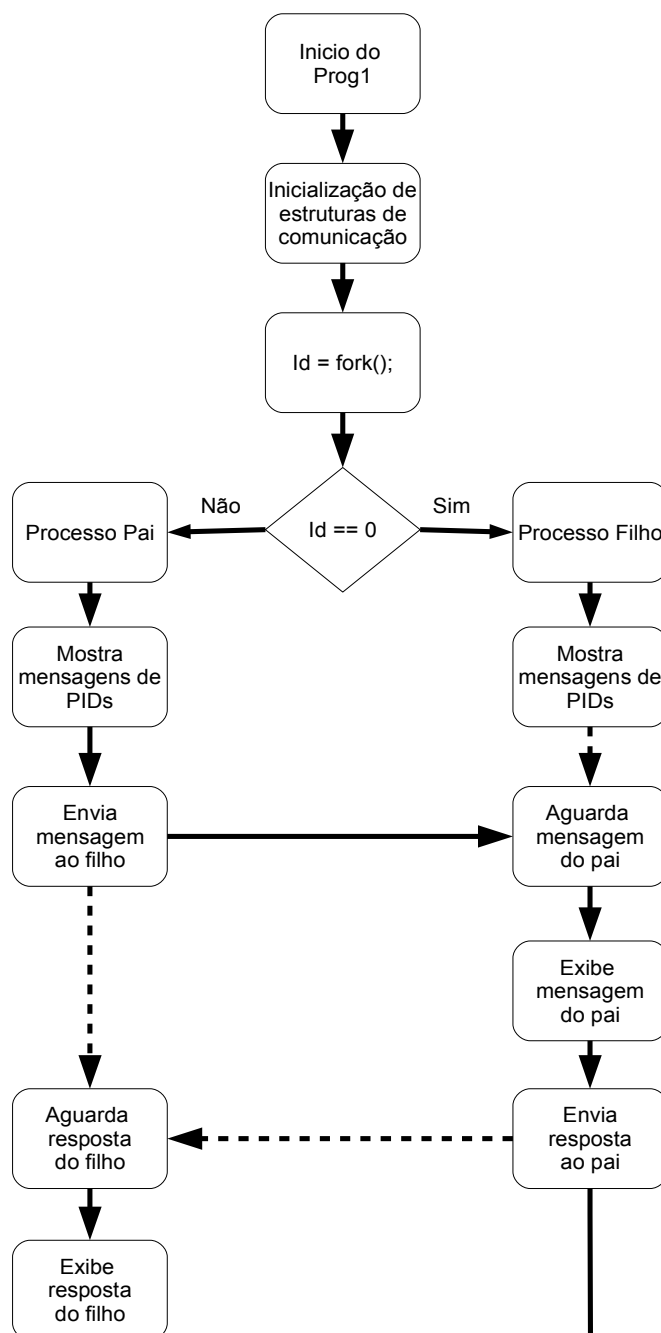 Inicio do
Prog1
Inicialização de
estruturas de
comunicação
Id = fork();
Não
Sim
Processo Pai
Id == 0
Processo Filho
Mostra
mensagens de
PIDs
Mostra
mensagens de
PIDs
Envia
mensagem
ao filho
Aguarda
mensagem
do pai
Exibe
mensagem
do pai
Aguarda
resposta
do filho
Envia
resposta
ao pai
Exibe
resposta
do filho